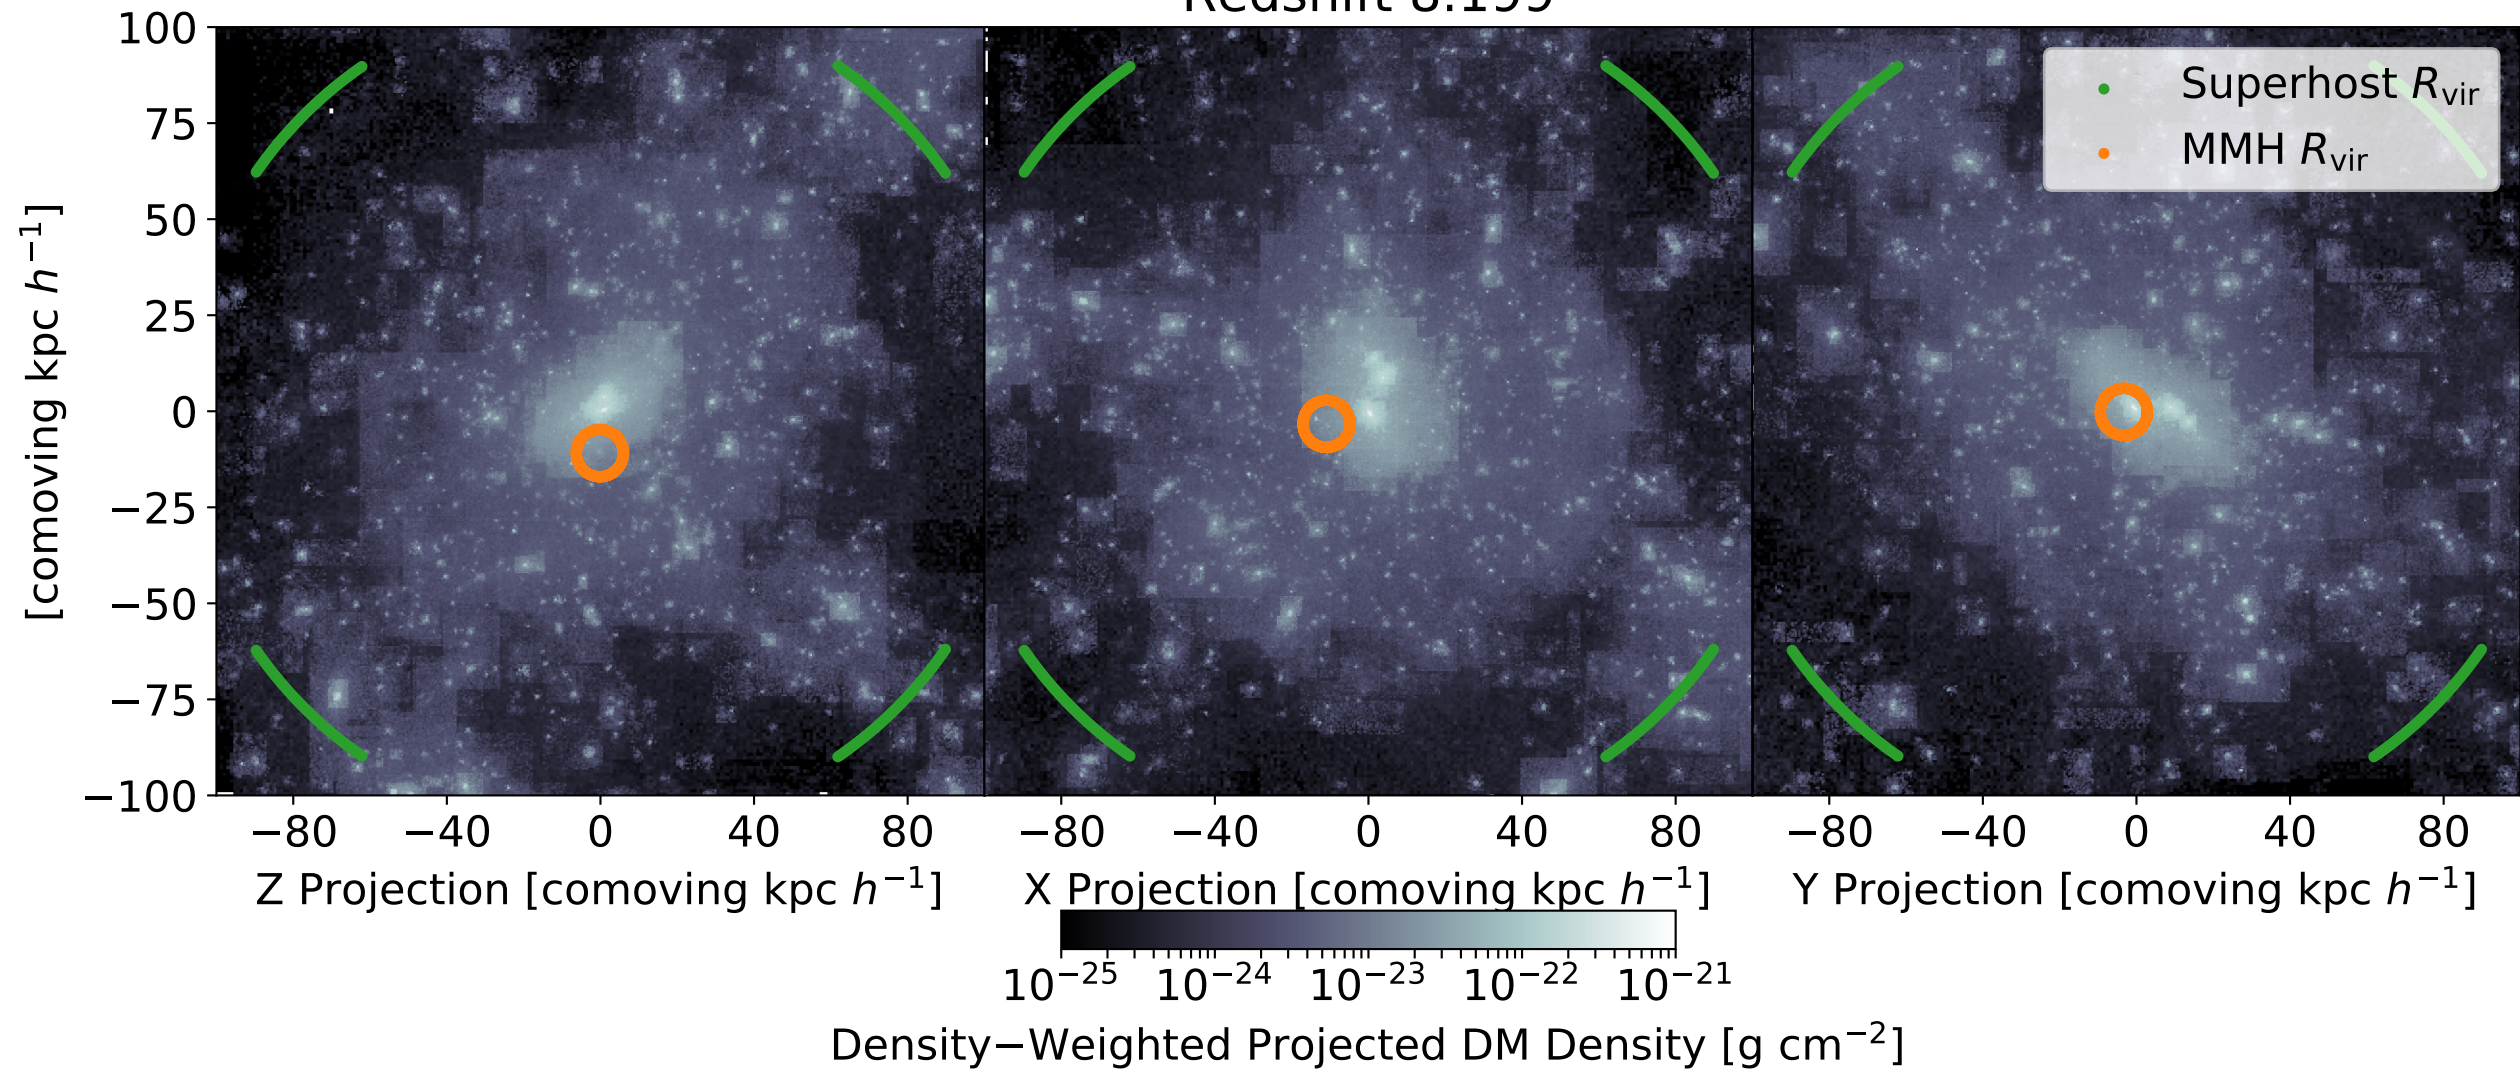 Redshift 8.199
100
75
50
25
0
−25
−50
−75
−100
[comoving kpc h⁻¹]
Superhost R_vir
MMH R_vir
−80 −40 0 40 80 −80 −40 0 40 80 −80 −40 0 40 80
Z Projection [comoving kpc h⁻¹] X Projection [comoving kpc h⁻¹] Y Projection [comoving kpc h⁻¹]
10⁻²⁵ 10⁻²⁴ 10⁻²³ 10⁻²² 10⁻²¹
Density−Weighted Projected DM Density [g cm⁻²]